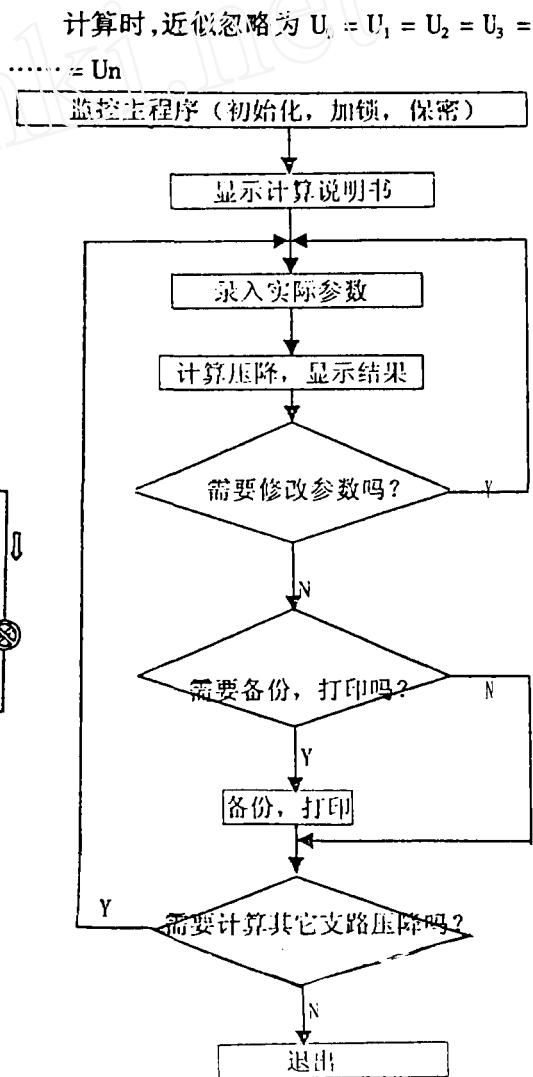 计算时,近似忽略为 U = U₁ = U₂ = U₃ =
…… = Un
监控主程序（初始化，加锁，保密）
显示计算说明书
录入实际参数
计算压降，显示结果
需要修改参数吗?
Y
N
需要备份，打印吗?
N
Y
备份，打印
需要计算其它支路压降吗?
Y
N
退出